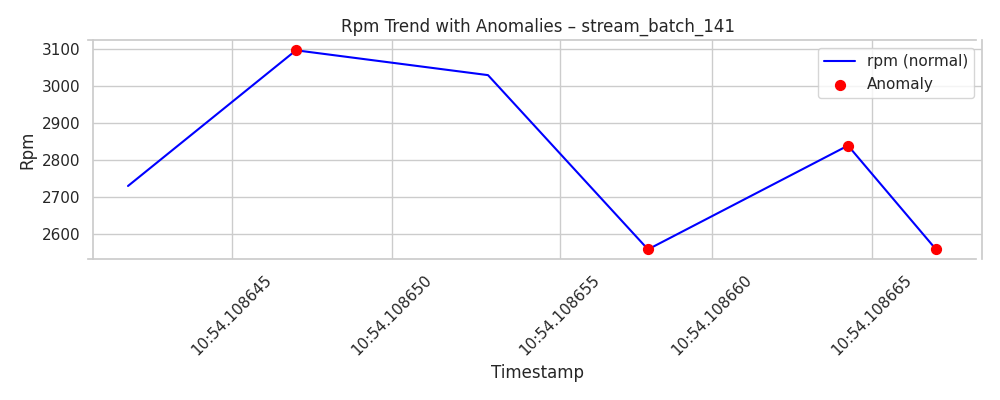 Rpm Trend with Anomalies – stream_batch_141
rpm (normal)
Anomaly
Rpm
3100
3000
2900
2800
2700
2600
10:54.108645
10:54.108650
10:54.108655
10:54.108660
10:54.108665
Timestamp